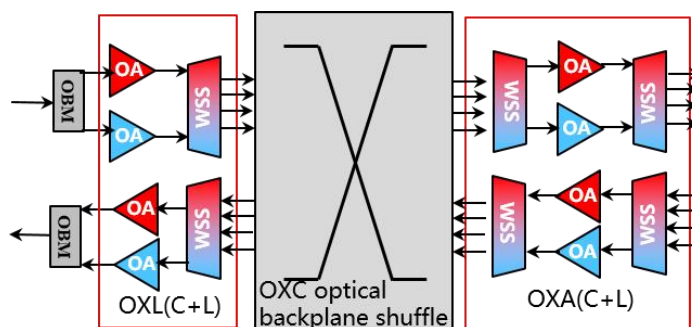 OA
OA
OBM
WSS
WSS
OA
OA
WSS
OA
OA
OBM
WSS
WSS
OA
OA
WSS
OXL(C+L)
OXC optical
backplane shuffle
OXA(C+L)